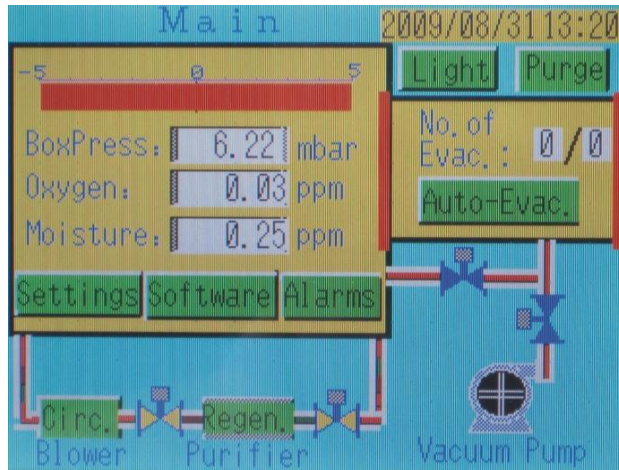 Main 2009/08/31 13:20
-5 0 5
Light Purge
BoxPress: 6.22 mbar
Oxygen: 0.03 ppm
Moisture: 0.25 ppm
No. of
Evac.: 0/0
Auto-Evac.
Settings Software Alarms
Circ. Regen.
Blower Purifier
Vacuum Pump